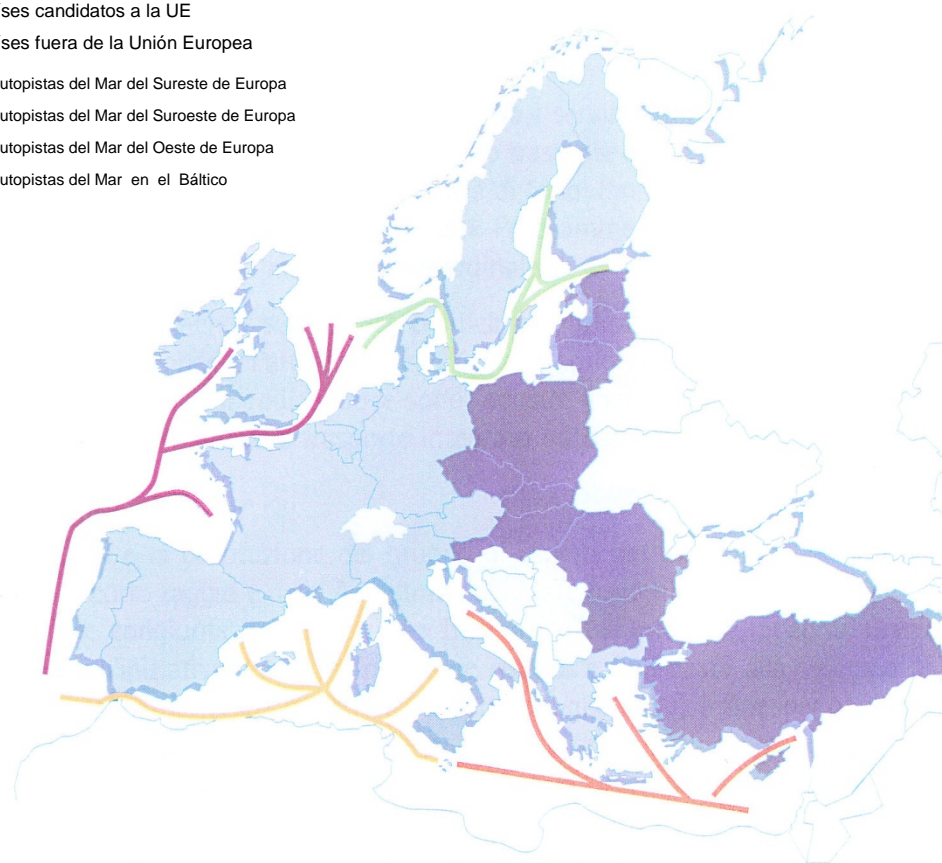 ses candidatos a la UE
ses fuera de la Unión Europea
utopistas del Mar del Sureste de Europa
utopistas del Mar del Suroeste de Europa
utopistas del Mar del Oeste de Europa
utopistas del Mar en el Báltico